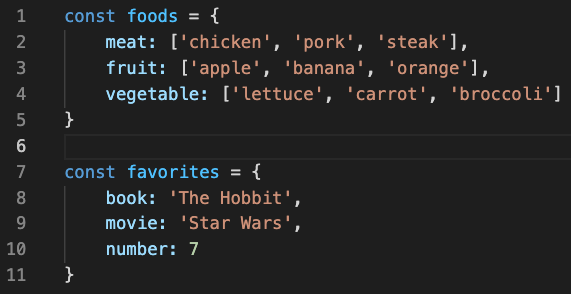 1 const foods = {
2     meat: ['chicken', 'pork', 'steak'],
3     fruit: ['apple', 'banana', 'orange'],
4     vegetable: ['lettuce', 'carrot', 'broccoli']
5 }
6
7 const favorites = {
8     book: 'The Hobbit',
9     movie: 'Star Wars',
10     number: 7
11 }